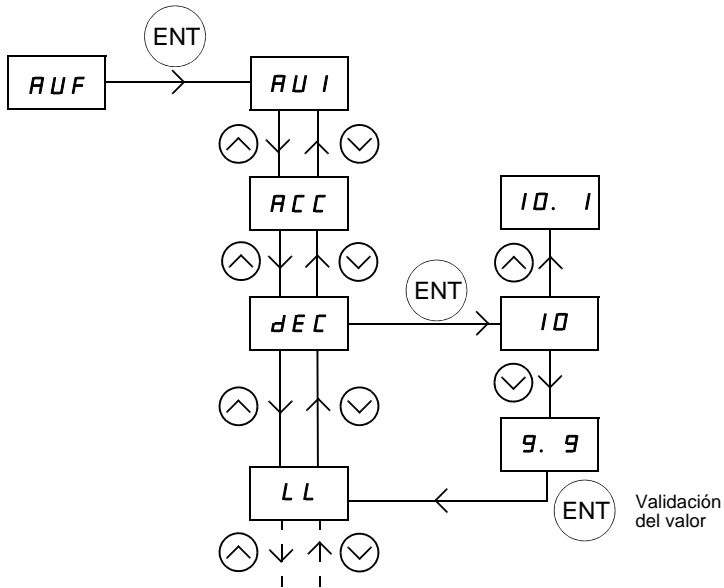 ENT
AUF
AU1
ACC
10. 1
ENT
dEC
10
9. 9
LL
ENT
Validación
del valor